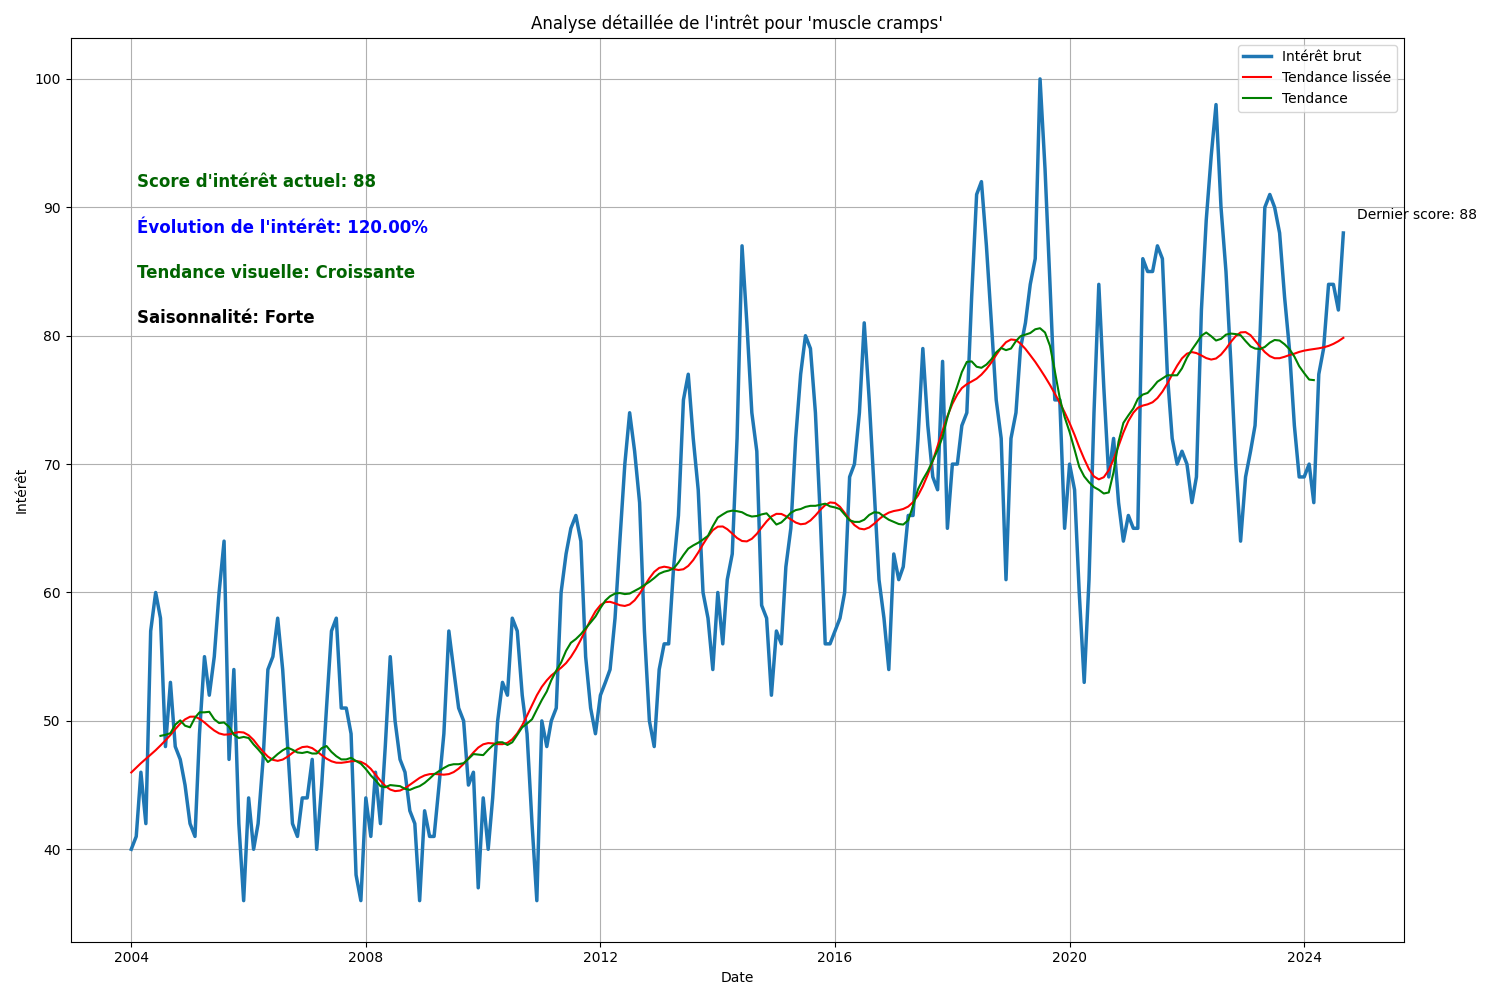 Analyse détaillée de l'intrêt pour 'muscle cramps'
Intérêt brut
Tendance lissée
Tendance
Score d'intérêt actuel: 88
Évolution de l'intérêt: 120.00%
Tendance visuelle: Croissante
Saisonnalité: Forte
Dernier score: 88
Intérêt
100
90
80
70
60
50
40
2004
2008
2012
2016
2020
2024
Date